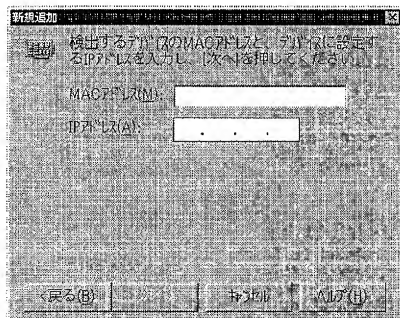 新規追加
検出するデバイスのMACアドレスと、デバイスに設定す
るIPアドレスを入力し、[次へ]を押してください。
MACアドレス(M):
IPアドレス(A):
<戻る(B)
キャンセル
ヘルプ(H)